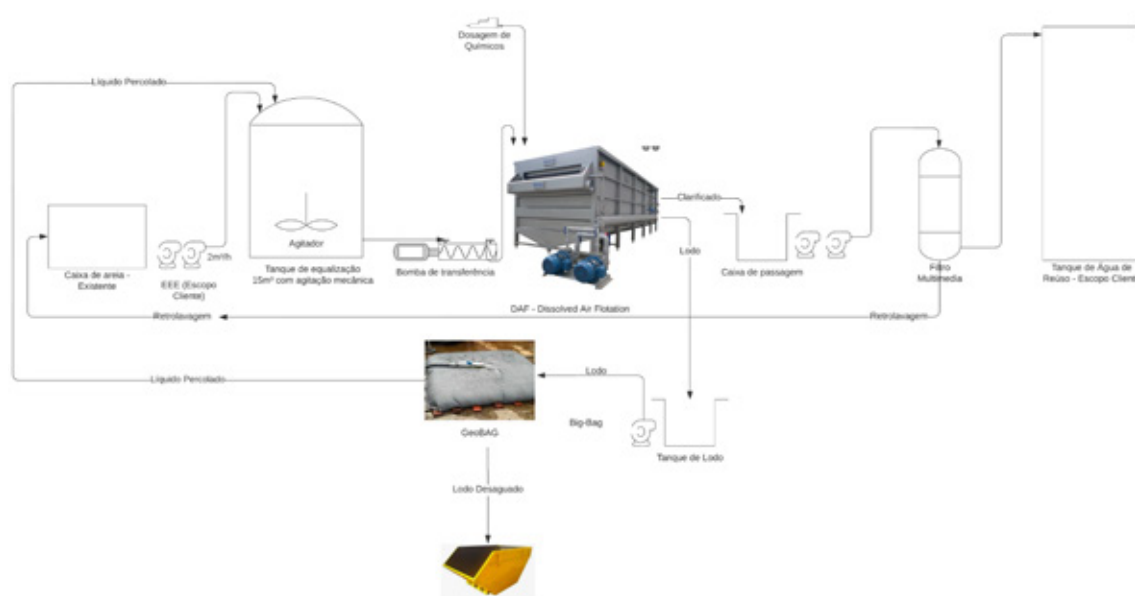 Dosagem de
Químicos
Líquido Percolado
Clarificado
Lodo
Agitador
2m³/h
Caixa de areia -
Existente
EEE (Escopo
Cliente)
Tanque de equalização
15m³ com agitação mecânica
Bomba de transferência
Caixa de passagem
Filtro
Multimedia
Tanque de Água de
Reúso - Escopo Client
DAF - Dissolved Air Flotation
Retrolavagem
Retrolavagem
Líquido Percolado
Lodo
Big-Bag
GeoBAG
Tanque de Lodo
Lodo Desaguado